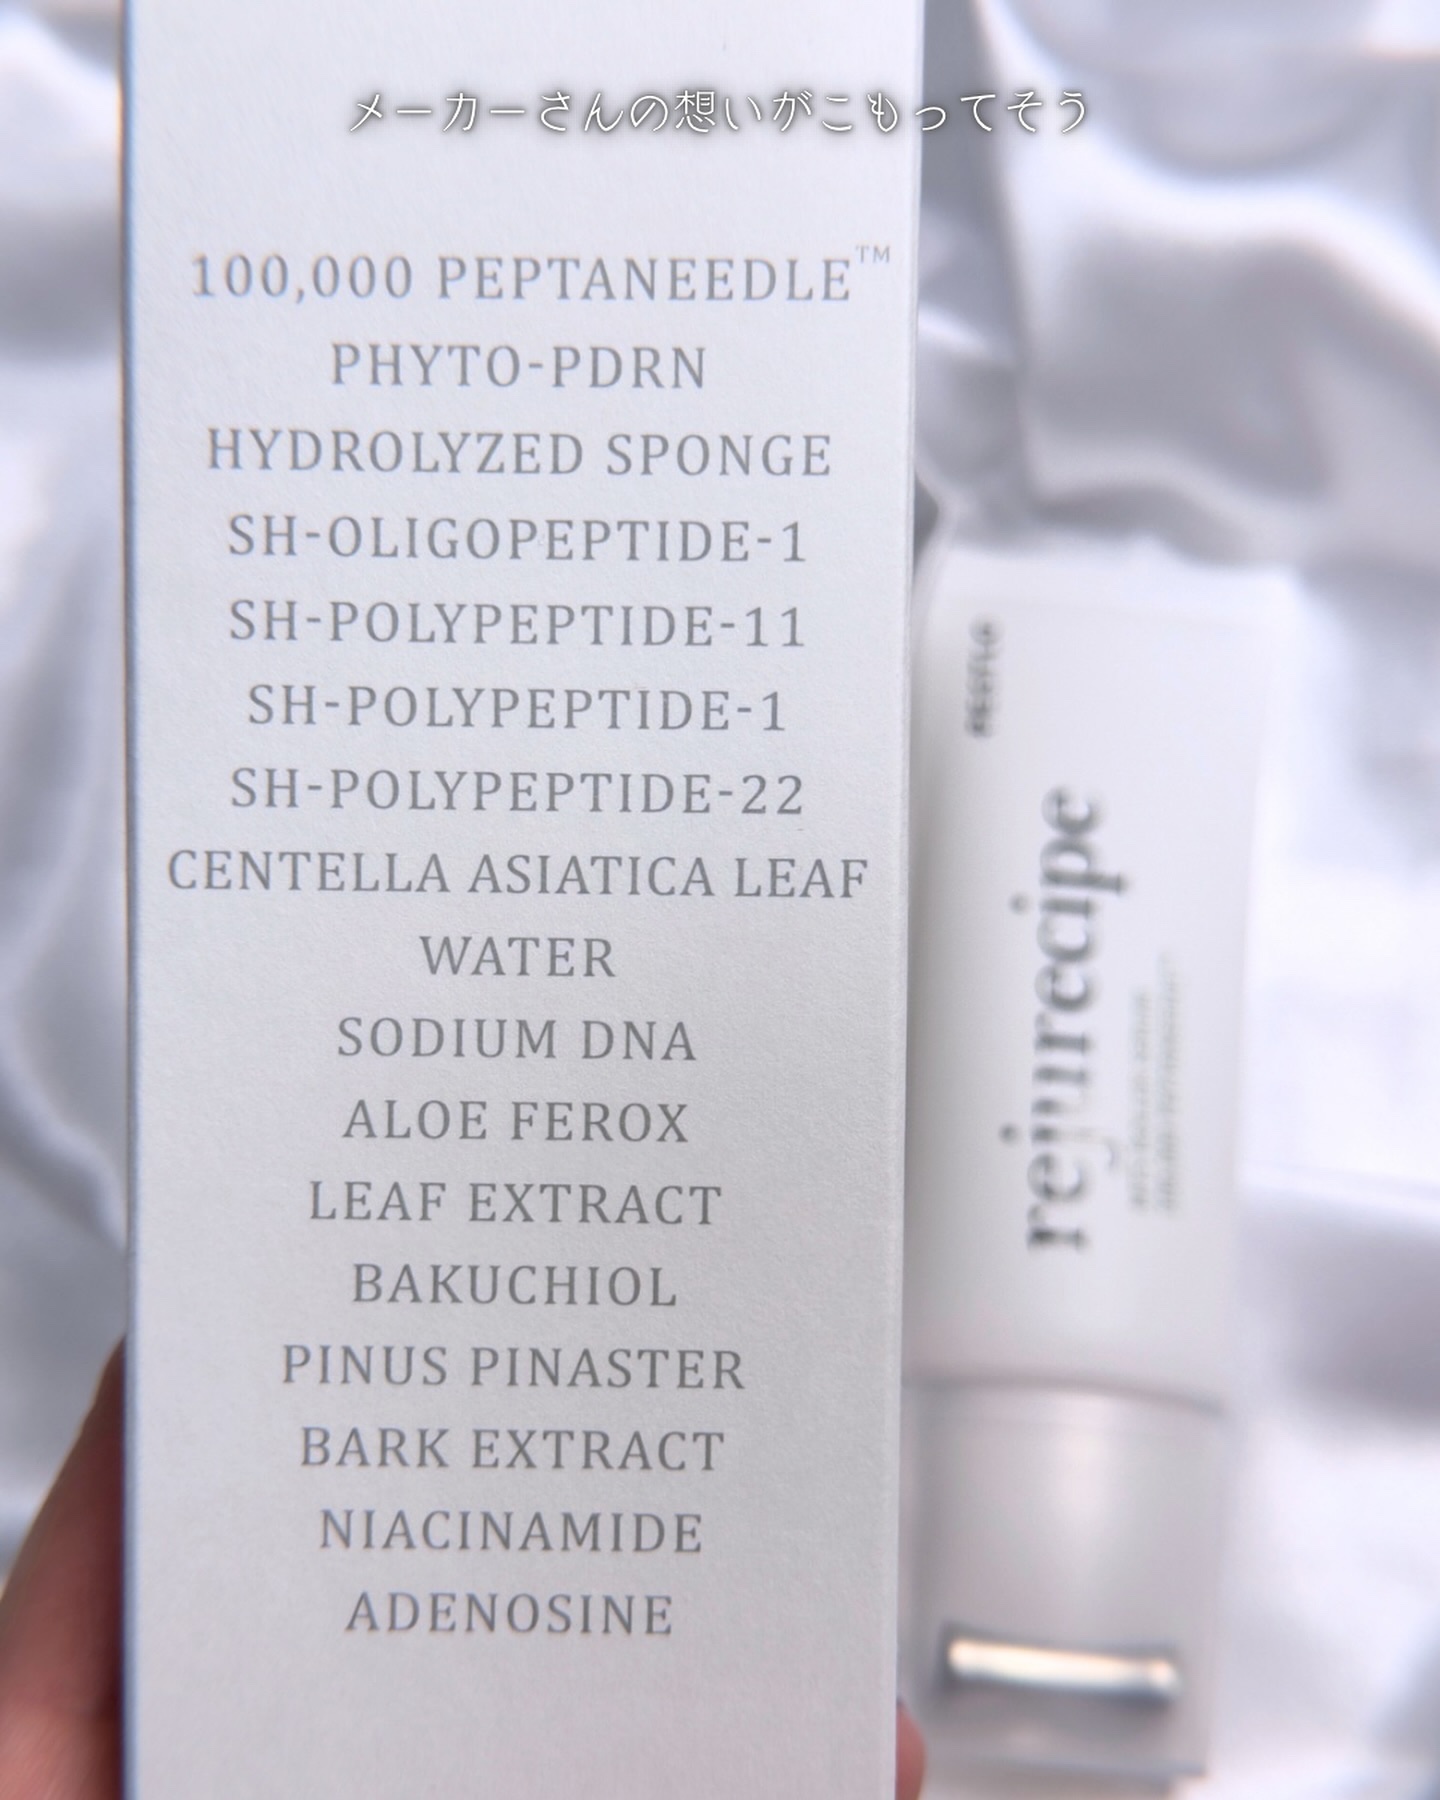 メーカーさんの想いがこもってそう
100,000 PEPTANEEDLE™
PHYTO-PDRN
HYDROLYZED SPONGE
SH-OLIGOPEPTIDE-1
SH-POLYPEPTIDE-11
SH-POLYPEPTIDE-1
SH-POLYPEPTIDE-22
CENTELLA ASIATICA LEAF
WATER
SODIUM DNA
ALOE FEROX
LEAF EXTRACT
BAKUCHIOL
PINUS PINASTER
BARK EXTRACT
NIACINAMIDE
ADENOSINE
rejurecipe